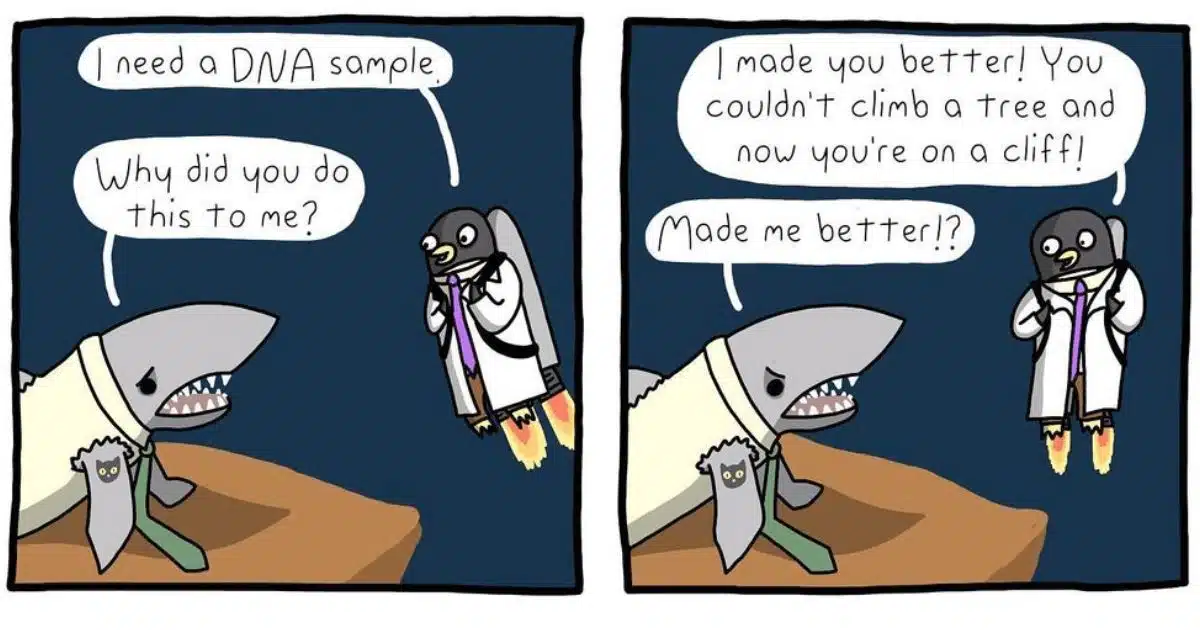 I need a DNA sample.
Why did you do
this to me?
I made you better! You
couldn't climb a tree and
now you're on a cliff!
Made me better!?